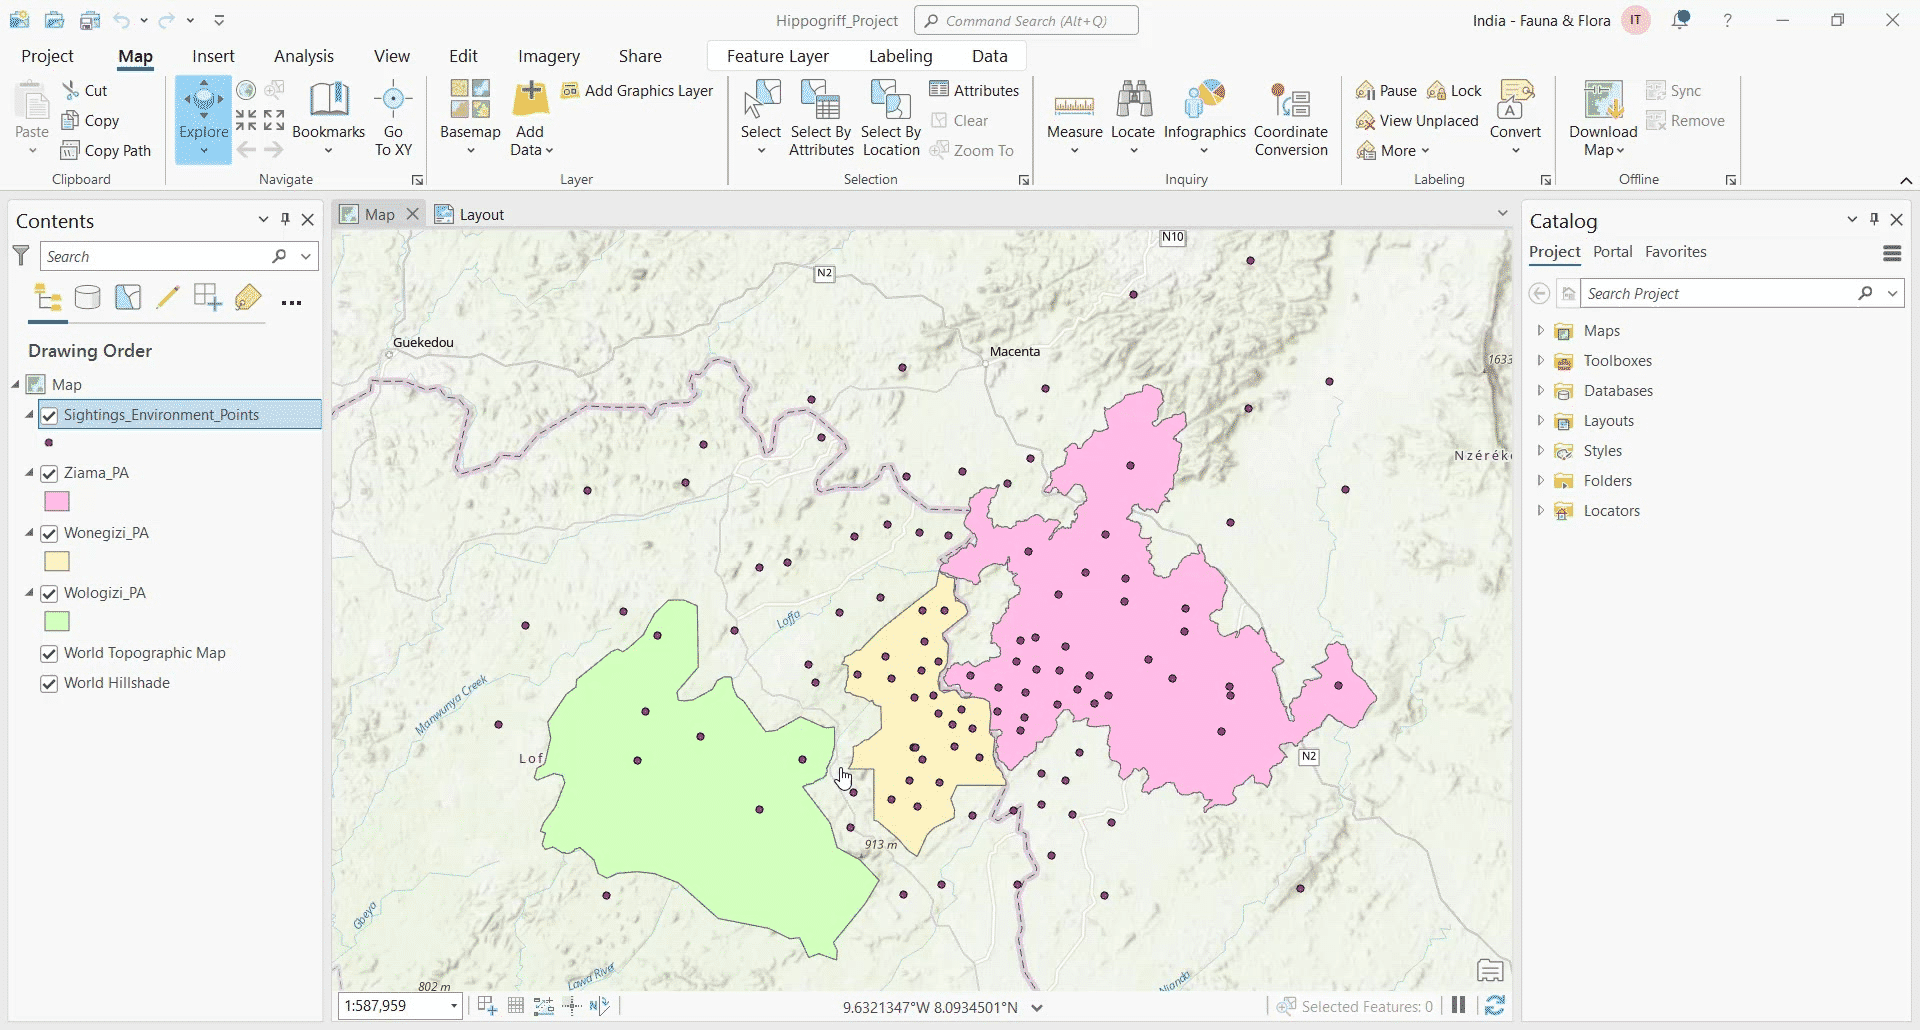 Hippogriff_Project
Command Search (Alt+Q)
India - Fauna & Flora
IT
?
Project
Map
Insert
Analysis
View
Edit
Imagery
Share
Feature Layer
Labeling
Data
Paste
Cut
Copy
Copy Path
Clipboard
Explore
Bookmarks
Go
To XY
Navigate
Basemap
Add
Data
Add Graphics Layer
Layer
Select
Select By
Attributes
Select By
Location
Attributes
Clear
Zoom To
Selection
Measure
Locate
Infographics
Coordinate
Conversion
Inquiry
Pause
Lock
View Unplaced
More
Convert
Labeling
Download
Map
Sync
Remove
Offline
Contents
Search
Drawing Order
Map
Sightings_Environment_Points
Ziama_PA
Wonegizi_PA
Wologizi_PA
World Topographic Map
World Hillshade
Map
Layout
N10
N2
Guekedou
Macenta
1633
Nzéréke
Loffa
Manwunya Creek
Lof
N2
913 m
Gbeya
Lawa River
802 m
Nianda
1:587,959
9.6321347°W 8.0934501°N
Selected Features: 0
Catalog
Project
Portal
Favorites
Search Project
Maps
Toolboxes
Databases
Layouts
Styles
Folders
Locators